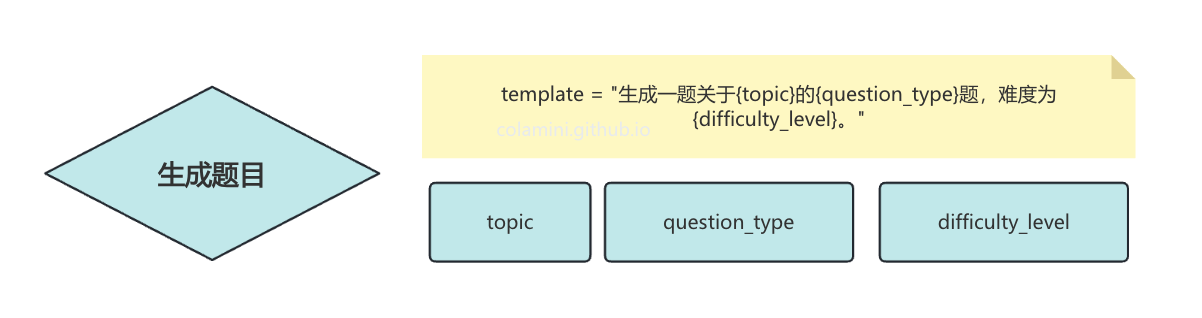 生成题目
template = "生成一题关于{topic}的{question_type}题，难度为
{difficulty_level}。"
colamini.github.io
topic
question_type
difficulty_level